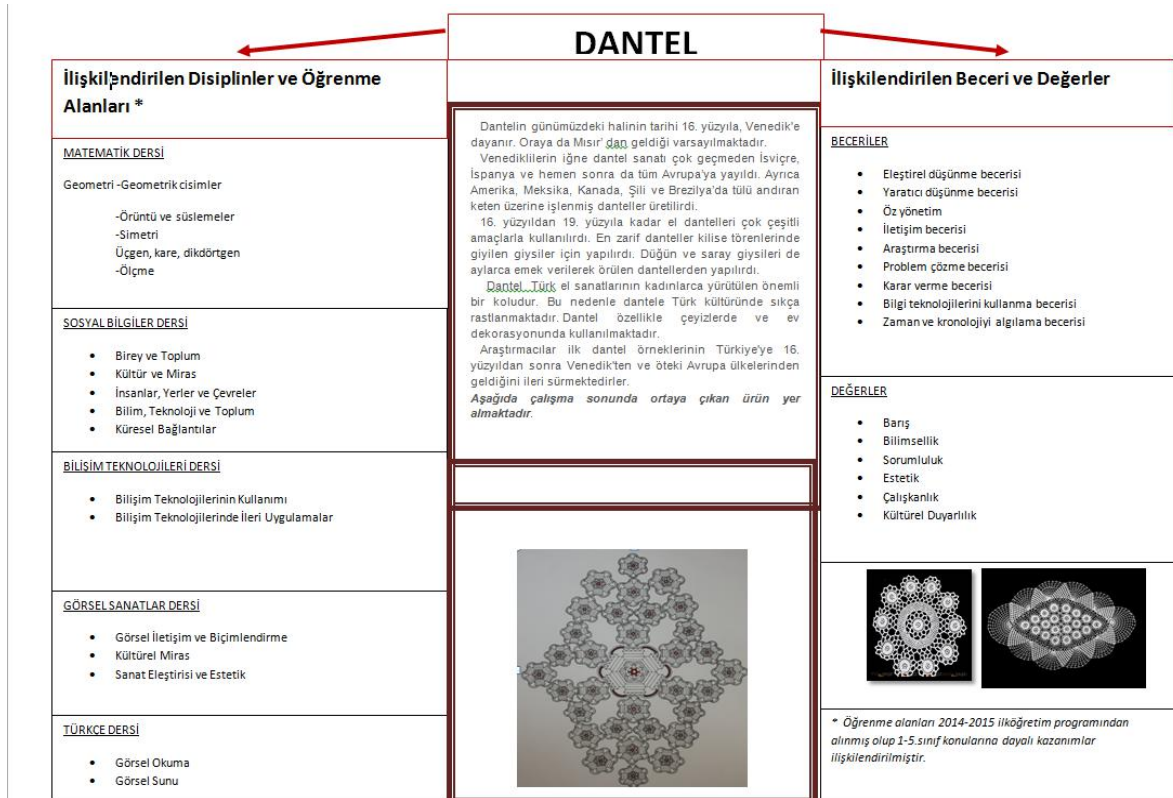 DANTEL
İlişkilendirilen Disiplinler ve Öğrenme
Alanları *
MATEMATİK DERSİ
Geometri -Geometrik cisimler
-Örüntü ve süslemeler
-Simetri
Üçgen, kare, dikdörtgen
-Ölçme
SOSYAL BİLGİLER DERSİ
• Birey ve Toplum
• Kültür ve Miras
• İnsanlar, Yerler ve Çevreler
• Bilim, Teknoloji ve Toplum
• Küresel Bağlantılar
BİLİŞİM TEKNOLOJİLERİ DERSİ
• Bilişim Teknolojilerinin Kullanımı
• Bilişim Teknolojilerinde İleri Uygulamalar
GÖRSEL SANATLAR DERSİ
• Görsel İletişim ve Biçimlendirme
• Kültürel Miras
• Sanat Eleştirisi ve Estetik
TÜRKCE DERSİ
• Görsel Okuma
• Görsel Sunu
Dantelin günümüzdeki halinin tarihi 16. yüzyıla, Venedik'e
dayanır. Oraya da Mısır' dan geldiği varsayılmaktadır.
Venediklilerin iğne dantel sanatı çok geçmeden İsviçre,
İspanya ve hemen sonra da tüm Avrupa'ya yayıldı. Ayrıca
Amerika, Meksika, Kanada, Şili ve Brezilya'da tülü andıran
keten üzerine işlenmiş danteller üretilirdi.
16. yüzyıldan 19. yüzyıla kadar el dantelleri çok çeşitli
amaçlarla kullanılırdı. En zarif danteller kilise törenlerinde
giyilen giysiler için yapılırdı. Düğün ve saray giysileri de
aylarca emek verilerek örülen dantellerden yapılırdı.
Dantel Türk el sanatlarının kadınlarca yürütülen önemli
bir koludur. Bu nedenle dantele Türk kültüründe sıkça
rastlanmaktadır. Dantel özellikle çeyizlerde ve ev
dekorasyonunda kullanılmaktadır.
Araştırmacılar ilk dantel örneklerinin Türkiye'ye 16.
yüzyıldan sonra Venedik'ten ve öteki Avrupa ülkelerinden
geldiğini ileri sürmektedirler.
Aşağıda çalışma sonunda ortaya çıkan ürün yer
almaktadır.
İlişkilendirilen Beceri ve Değerler
BECERİLER
• Eleştirel düşünme becerisi
• Yaratıcı düşünme becerisi
• Öz yönetim
• İletişim becerisi
• Araştırma becerisi
• Problem çözme becerisi
• Karar verme becerisi
• Bilgi teknolojilerini kullanma becerisi
• Zaman ve kronolojiyi algılama becerisi
DEĞERLER
• Barış
• Bilimsellik
• Sorumluluk
• Estetik
• Çalışkanlık
• Kültürel Duyarlılık
* Öğrenme alanları 2014-2015 ilköğretim programından
alınmış olup 1-5.sınıf konularına dayalı kazanımlar
ilişkilendirilmiştir.